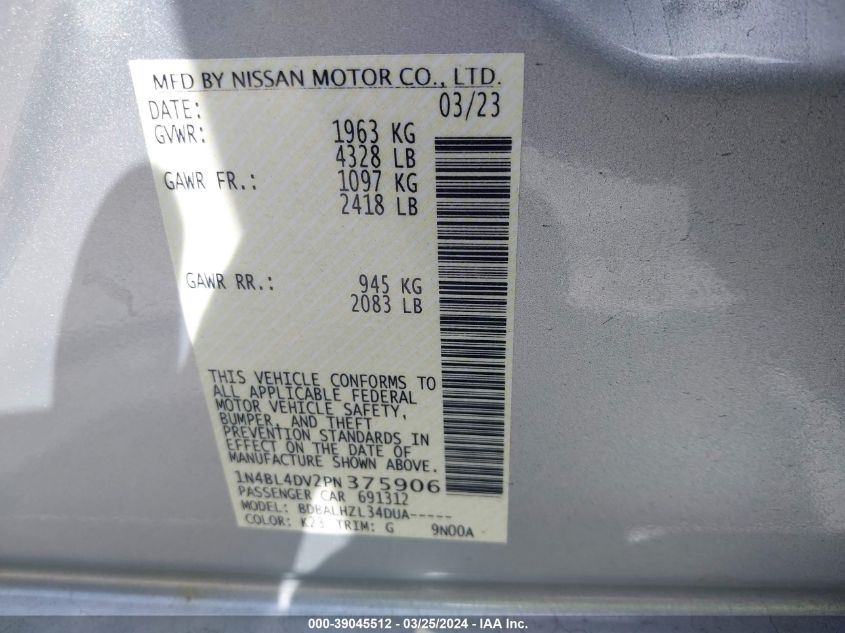 MFD BY NISSAN MOTOR CO., LTD.
DATE: 03/23
GVWR: 1963 KG
4328 LB
GAWR FR.: 1097 KG
2418 LB
GAWR RR.: 945 KG
2083 LB
THIS VEHICLE CONFORMS TO
ALL APPLICABLE FEDERAL
MOTOR VEHICLE SAFETY,
BUMPER, AND THEFT
PREVENTION STANDARDS IN
EFFECT ON THE DATE OF
MANUFACTURE SHOWN ABOVE.
1N4BL4DV2PN375906
PASSENGER CAR 691312
MODEL: BDBALHZL34DUA-----
COLOR: K23 TRIM: G 9N00A
000-39045512 - 03/25/2024 - IAA Inc.